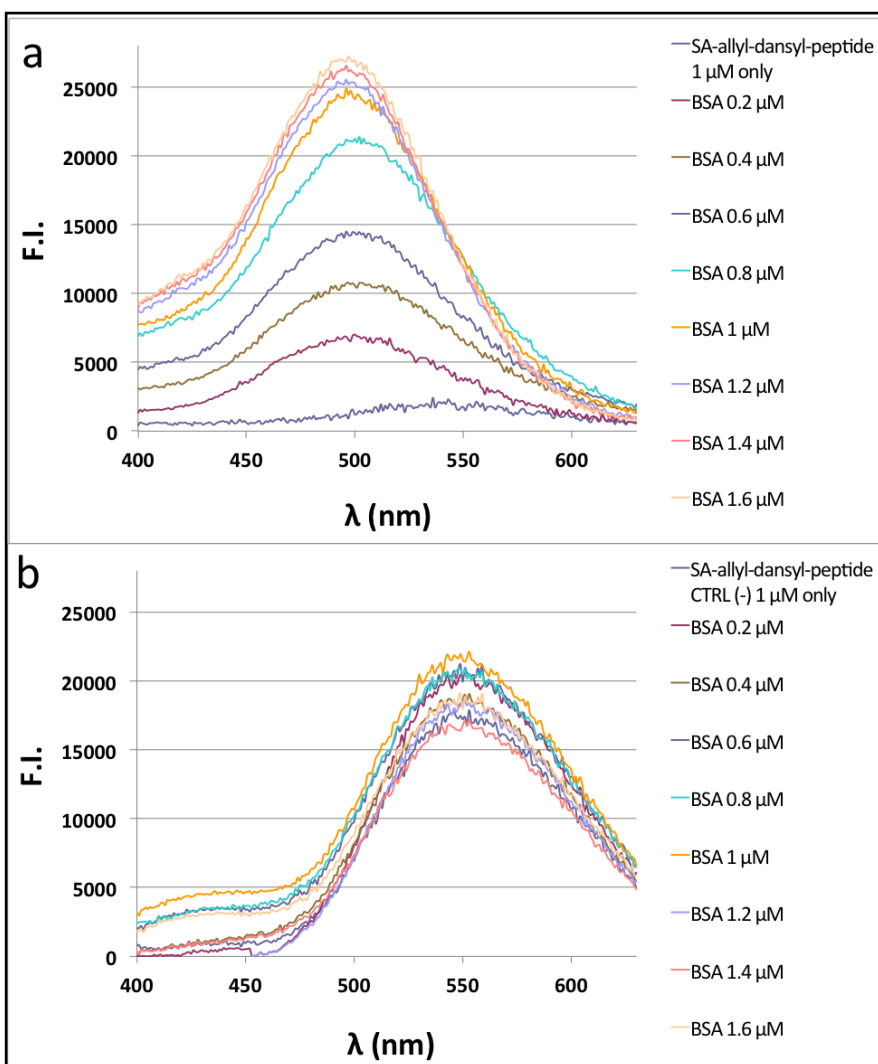 a
SA-allyl-dansyl-peptide
1 μM only
BSA 0.2 μM
BSA 0.4 μM
BSA 0.6 μM
BSA 0.8 μM
BSA 1 μM
BSA 1.2 μM
BSA 1.4 μM
BSA 1.6 μM
F.I.
25000
20000
15000
10000
5000
0
400 450 500 550 600
λ (nm)
b
SA-allyl-dansyl-peptide
CTRL (-) 1 μM only
BSA 0.2 μM
BSA 0.4 μM
BSA 0.6 μM
BSA 0.8 μM
BSA 1 μM
BSA 1.2 μM
BSA 1.4 μM
BSA 1.6 μM
F.I.
25000
20000
15000
10000
5000
0
400 450 500 550 600
λ (nm)